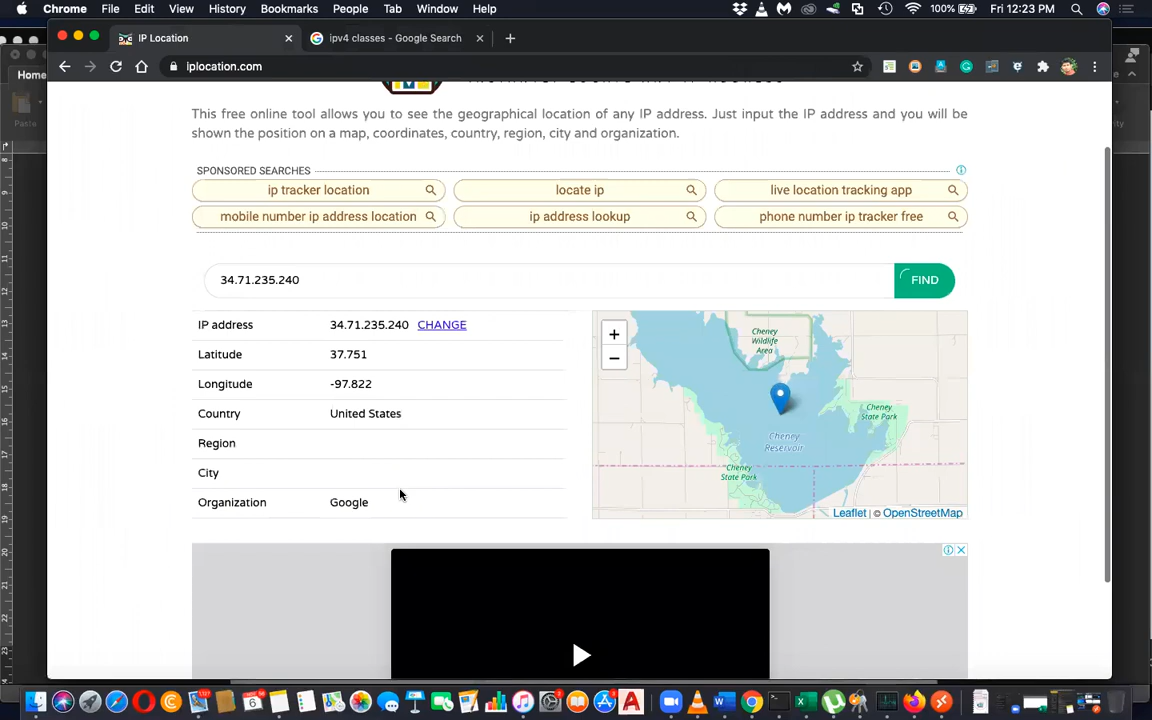 Chrome File Edit View History Bookmarks People Tab Window Help 100% Fri 12:23 PM
IP Location ipv4 classes - Google Search
Home
iplocation.com
Paste
This free online tool allows you to see the geographical location of any IP address. Just input the IP address and you will be
shown the position on a map, coordinates, country, region, city and organization.
SPONSORED SEARCHES
ip tracker location locate ip live location tracking app
mobile number ip address location ip address lookup phone number ip tracker free
34.71.235.240 FIND
IP address 34.71.235.240 CHANGE
Latitude 37.751
Longitude -97.822
Country United States
Region
City
Organization Google
+
−
Cheney
Wildlife
Area
Cheney
State Park
Cheney
Reservoir
Cheney
State Park
Leaflet | © OpenStreetMap